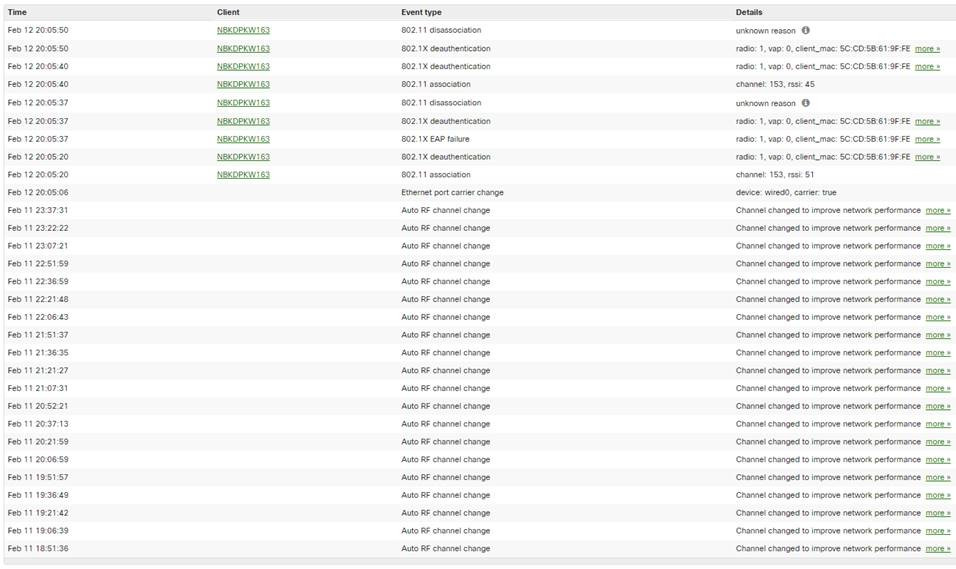 Time Client Event type Details
Feb 12 20:05:50 NBKDPKW163 802.11 disassociation unknown reason
Feb 12 20:05:50 NBKDPKW163 802.1X deauthentication radio: 1, vap: 0, client_mac: 5C:CD:5B:61:9F:FE more »
Feb 12 20:05:40 NBKDPKW163 802.1X deauthentication radio: 1, vap: 0, client_mac: 5C:CD:5B:61:9F:FE more »
Feb 12 20:05:40 NBKDPKW163 802.11 association channel: 153, rssi: 45
Feb 12 20:05:37 NBKDPKW163 802.11 disassociation unknown reason
Feb 12 20:05:37 NBKDPKW163 802.1X deauthentication radio: 1, vap: 0, client_mac: 5C:CD:5B:61:9F:FE more »
Feb 12 20:05:37 NBKDPKW163 802.1X EAP failure radio: 1, vap: 0, client_mac: 5C:CD:5B:61:9F:FE more »
Feb 12 20:05:20 NBKDPKW163 802.1X deauthentication radio: 1, vap: 0, client_mac: 5C:CD:5B:61:9F:FE more »
Feb 12 20:05:20 NBKDPKW163 802.11 association channel: 153, rssi: 51
Feb 12 20:05:06 Ethernet port carrier change device: wired0, carrier: true
Feb 11 23:37:31 Auto RF channel change Channel changed to improve network performance more »
Feb 11 23:22:22 Auto RF channel change Channel changed to improve network performance more »
Feb 11 23:07:21 Auto RF channel change Channel changed to improve network performance more »
Feb 11 22:51:59 Auto RF channel change Channel changed to improve network performance more »
Feb 11 22:36:59 Auto RF channel change Channel changed to improve network performance more »
Feb 11 22:21:48 Auto RF channel change Channel changed to improve network performance more »
Feb 11 22:06:43 Auto RF channel change Channel changed to improve network performance more »
Feb 11 21:51:37 Auto RF channel change Channel changed to improve network performance more »
Feb 11 21:36:35 Auto RF channel change Channel changed to improve network performance more »
Feb 11 21:21:27 Auto RF channel change Channel changed to improve network performance more »
Feb 11 21:07:31 Auto RF channel change Channel changed to improve network performance more »
Feb 11 20:52:21 Auto RF channel change Channel changed to improve network performance more »
Feb 11 20:37:13 Auto RF channel change Channel changed to improve network performance more »
Feb 11 20:21:59 Auto RF channel change Channel changed to improve network performance more »
Feb 11 20:06:59 Auto RF channel change Channel changed to improve network performance more »
Feb 11 19:51:57 Auto RF channel change Channel changed to improve network performance more »
Feb 11 19:36:49 Auto RF channel change Channel changed to improve network performance more »
Feb 11 19:21:42 Auto RF channel change Channel changed to improve network performance more »
Feb 11 19:06:39 Auto RF channel change Channel changed to improve network performance more »
Feb 11 18:51:36 Auto RF channel change Channel changed to improve network performance more »